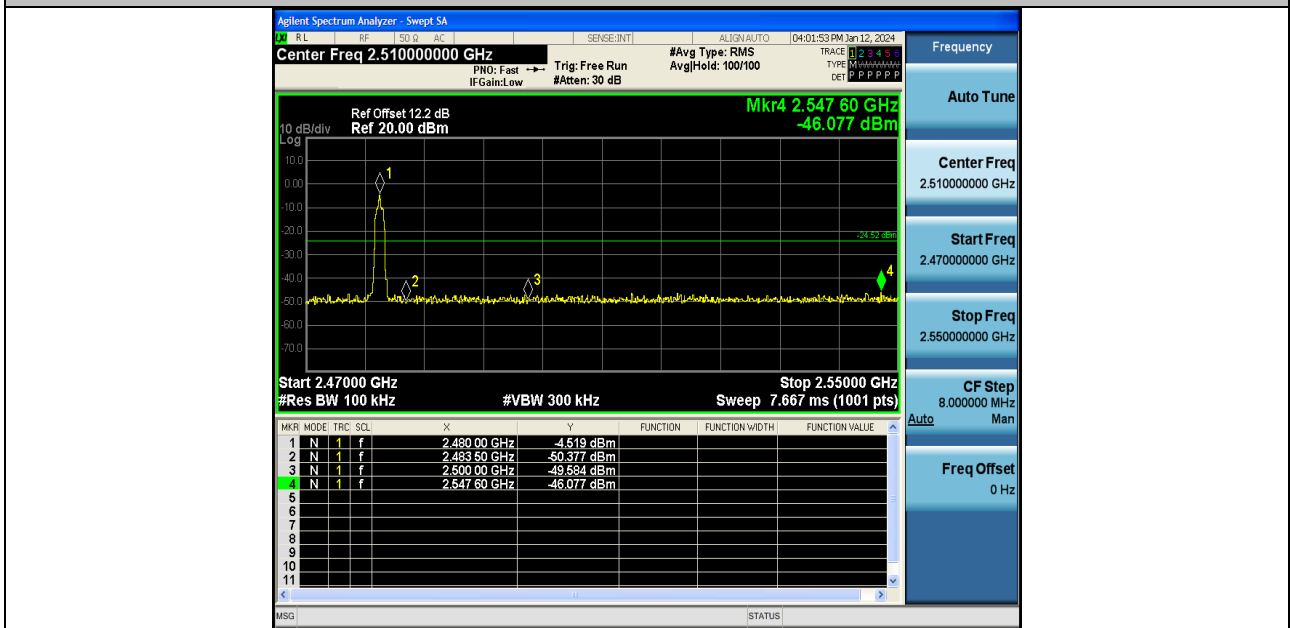 Agilent Spectrum Analyzer - Swept SA
RL RF 50 Ω AC SENSE:INT ALIGN AUTO 04:01:53 PM Jan 12, 2024
Center Freq 2.510000000 GHz
PNO: Fast
IFGain:Low
Trig: Free Run
#Atten: 30 dB
#Avg Type: RMS
Avg|Hold: 100/100
TRACE 1 2 3 4 5 6
TYPE M
DET P P P P P P
Ref Offset 12.2 dB
10 dB/div Ref 20.00 dBm
Log
Mkr4 2.547 60 GHz
-46.077 dBm
10.0
0.00
-10.0
-20.0
-30.0
-40.0
-50.0
-60.0
-70.0
1
2
3
4
-24.52 dBm
Start 2.47000 GHz Stop 2.55000 GHz
#Res BW 100 kHz #VBW 300 kHz Sweep 7.667 ms (1001 pts)
MKR MODE TRC SCL X Y FUNCTION FUNCTION WIDTH FUNCTION VALUE
1 N 1 f 2.480 00 GHz -4.519 dBm
2 N 1 f 2.483 50 GHz -50.377 dBm
3 N 1 f 2.500 00 GHz -49.584 dBm
4 N 1 f 2.547 60 GHz -46.077 dBm
5
6
7
8
9
10
11
MSG STATUS
Frequency
Auto Tune
Center Freq
2.510000000 GHz
Start Freq
2.470000000 GHz
Stop Freq
2.550000000 GHz
CF Step
8.000000 MHz
Auto Man
Freq Offset
0 Hz